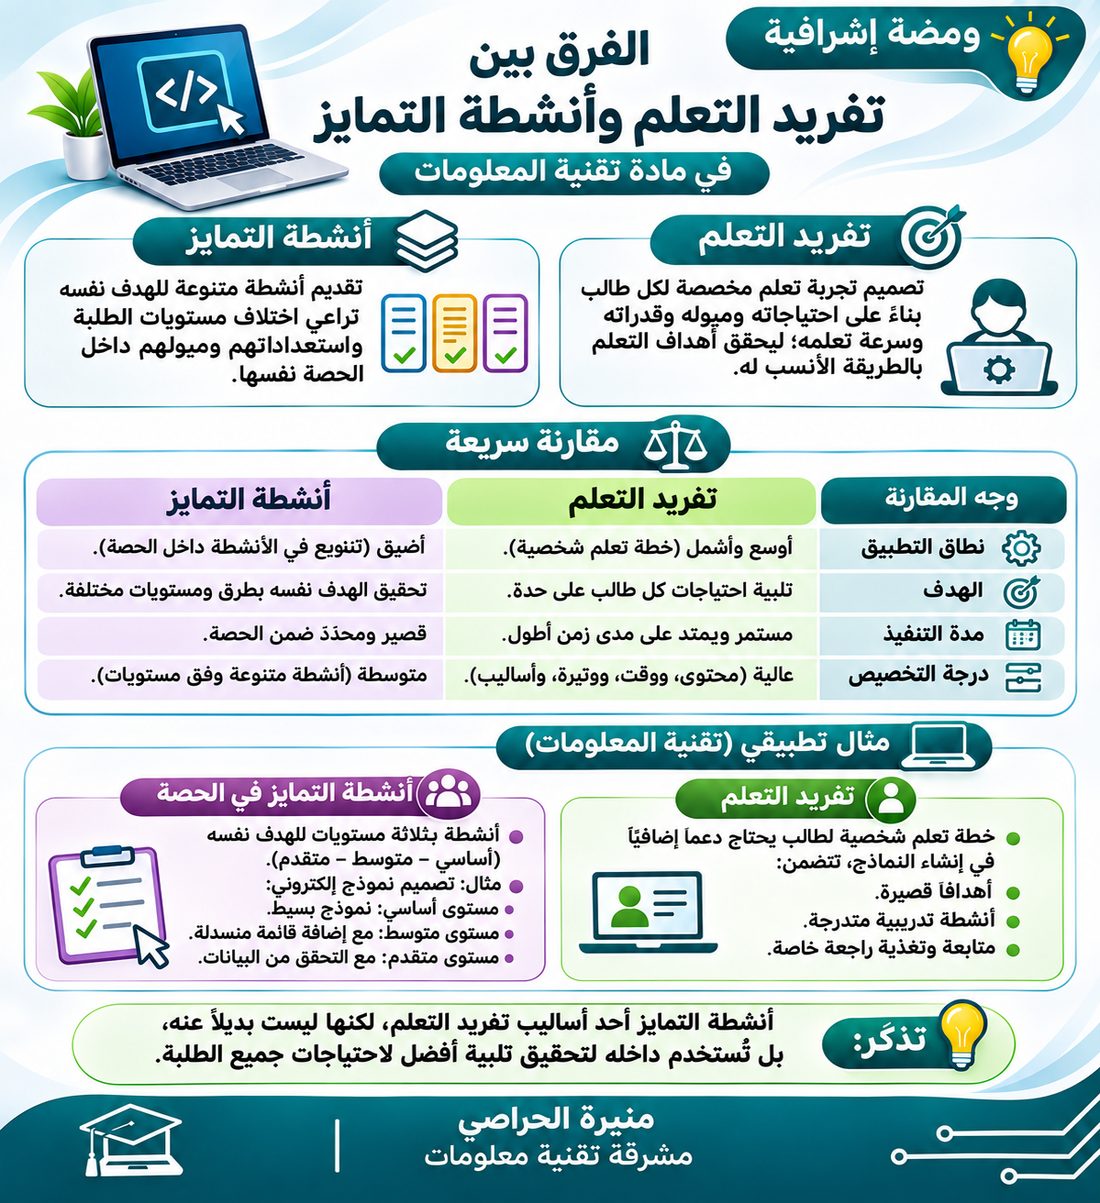 ومضة إشرافية
الفرق بين
تفريد التعلم وأنشطة التمايز
في مادة تقنية المعلومات
</>
تفريد التعلم
تصميم تجربة تعلم مخصصة لكل طالب
بناءً على احتياجاته وميوله وقدراته
وسرعة تعلمه؛ ليحقق أهداف التعلم
بالطريقة الأنسب له.
أنشطة التمايز
تقديم أنشطة متنوعة للهدف نفسه
تراعي اختلاف مستويات الطلبة
واستعداداتهم وميولهم داخل
الحصة نفسها.
مقارنة سريعة
وجه المقارنة تفريد التعلم أنشطة التمايز
نطاق التطبيق أوسع وأشمل (خطة تعلم شخصية). أضيق (تننويع في الأنشطة داخل الحصة).
الهدف تلبية احتياجات كل طالب على حدة. تحقيق الهدف نفسه بطرق ومستويات مختلفة.
مدة التنفيذ مستمر ويمتد على مدى زمن أطول. قصير ومحدَدَ ضمن الحصة.
درجة التخصيص عالية (محتوى، ووقت، ووتيرة، وأساليب). متوسطة (أنشطة متنوعة وفق مستويات).
مثال تطبيقي (تقنية المعلومات)
تفريد التعلم
خطة تعلم شخصية لطالب يحتاج دعماً إضافيًا
في إنشاء النماذج، تتضمن:
أهدافاً قصيرة.
أنشطة تدريبية متدرجة.
متابعة وتغذية راجعة خاصة.
أنشطة التمايز في الحصة
أنشطة بثلاثة مستويات للهدف نفسه
(أساسي – متوسط – متقدم).
مثال: تصميم نموذج إلكتروني:
مستوى أساسي: نموذج بسيط.
مستوى متوسط: مع إضافة قائمة منسدلة.
مستوى متقدم: مع التحقق من البيانات.
تذكَر:
أنشطة التمايز أحد أساليب تفريد التعلم، لكنها ليست بديلاً عنه،
بل تُستخدم داخله لتحقيق تلبية أفضل لاحتياجات جميع الطلبة.
منيرة الحراصي
مشرفة تقنية معلومات